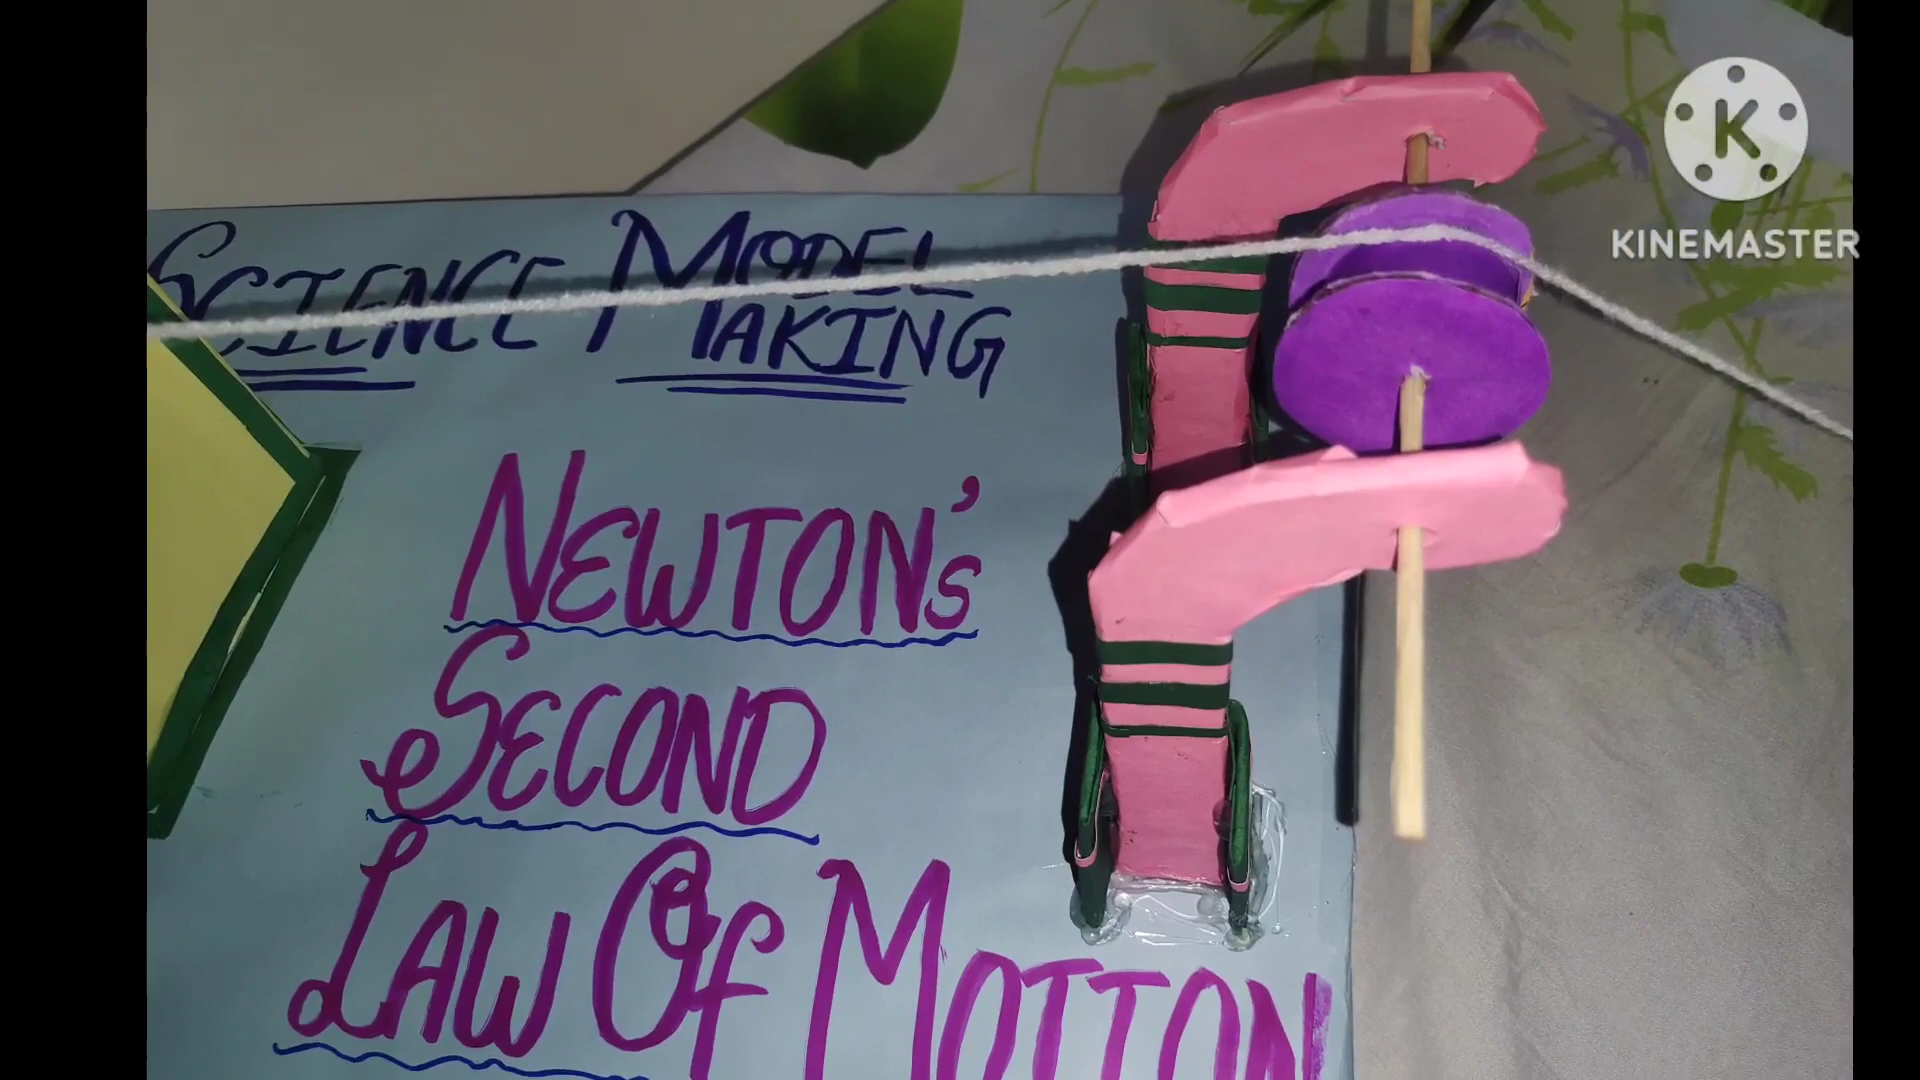 SCIENCE MODEL
MAKING
NEWTON's
SECOND
LAW Of MOTION
KINEMASTER